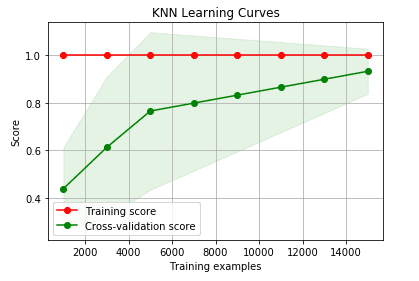 KNN Learning Curves
1.0
0.8
0.6
0.4
Score
Training score
Cross-validation score
2000 4000 6000 8000 10000 12000 14000
Training examples